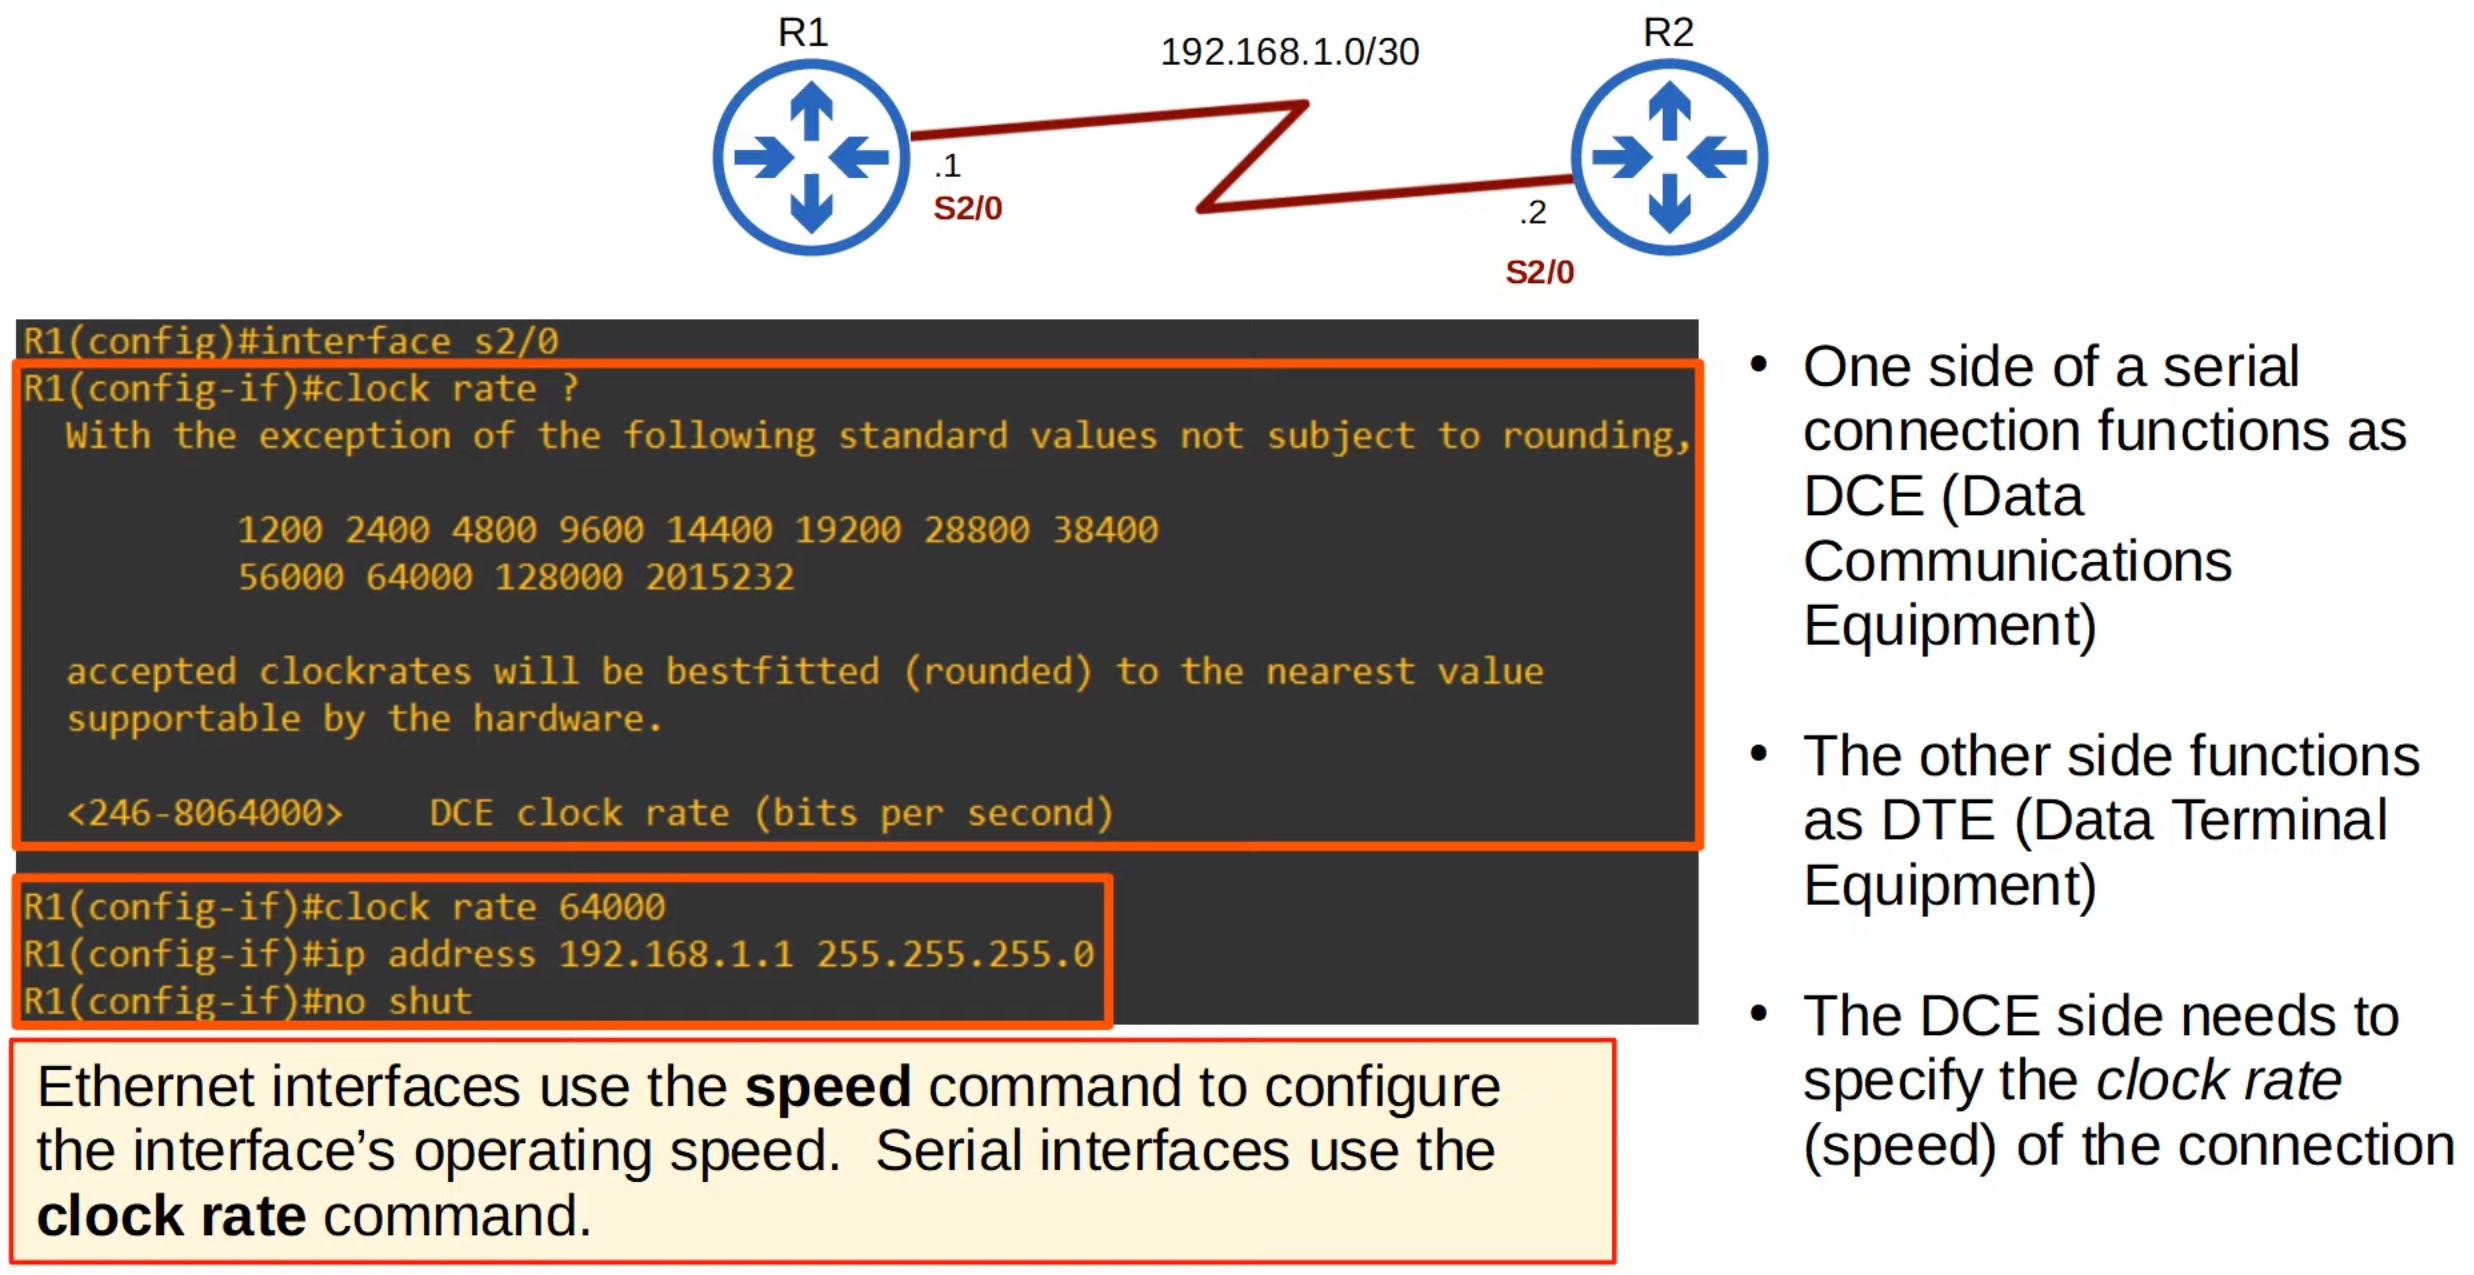 R1
192.168.1.0/30
R2
.1
S2/0
.2
S2/0
R1(config)#interface s2/0
R1(config-if)#clock rate ?
With the exception of the following standard values not subject to rounding,
1200 2400 4800 9600 14400 19200 28800 38400
56000 64000 128000 2015232
accepted clockrates will be bestfitted (rounded) to the nearest value
supportable by the hardware.
<246-8064000>    DCE clock rate (bits per second)
R1(config-if)#clock rate 64000
R1(config-if)#ip address 192.168.1.1 255.255.255.0
R1(config-if)#no shut
Ethernet interfaces use the speed command to configure
the interface’s operating speed.  Serial interfaces use the
clock rate command.
• One side of a serial
connection functions as
DCE (Data
Communications
Equipment)
• The other side functions
as DTE (Data Terminal
Equipment)
• The DCE side needs to
specify the clock rate
(speed) of the connection